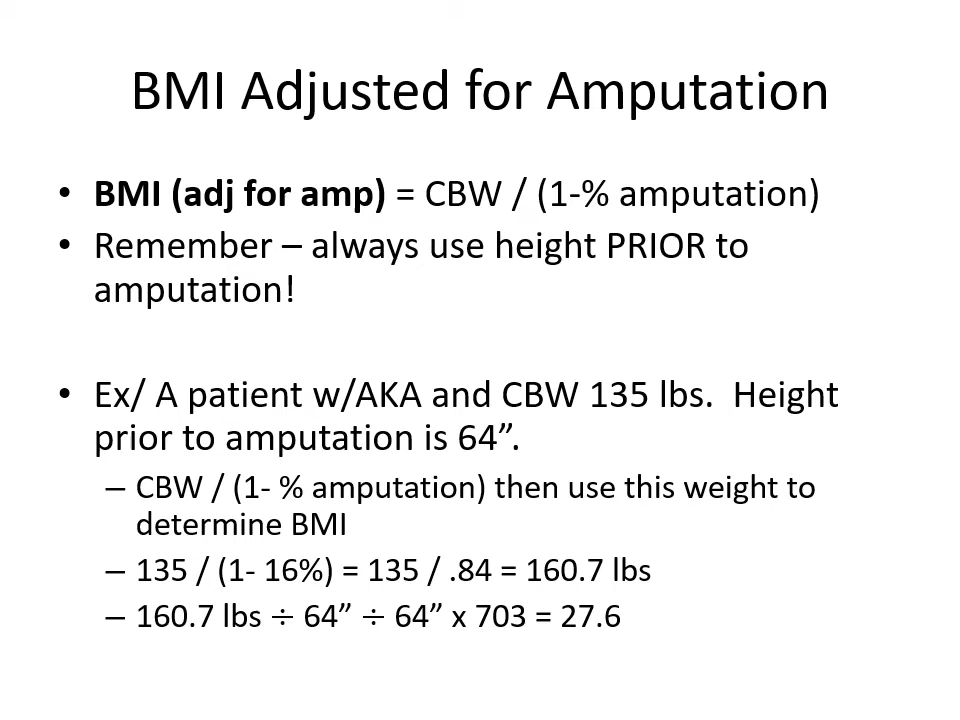 BMI Adjusted for Amputation
• BMI (adj for amp) = CBW / (1-% amputation)
• Remember – always use height PRIOR to
amputation!
• Ex/ A patient w/AKA and CBW 135 lbs.  Height
prior to amputation is 64”.
– CBW / (1- % amputation) then use this weight to
determine BMI
– 135 / (1- 16%) = 135 / .84 = 160.7 lbs
– 160.7 lbs ÷ 64” ÷ 64” x 703 = 27.6